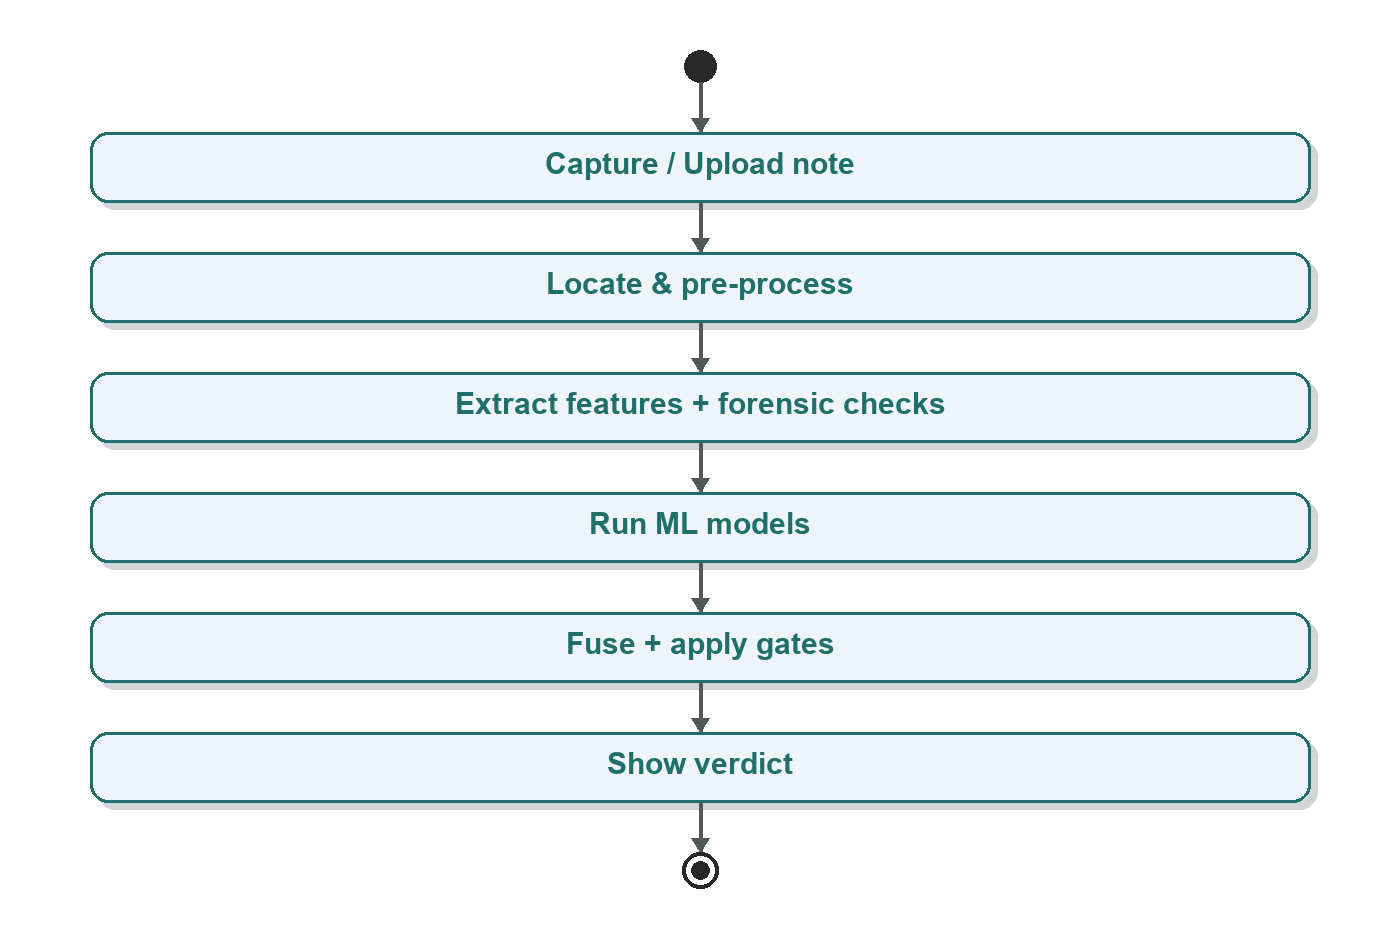 Capture / Upload note
Locate & pre-process
Extract features + forensic checks
Run ML models
Fuse + apply gates
Show verdict